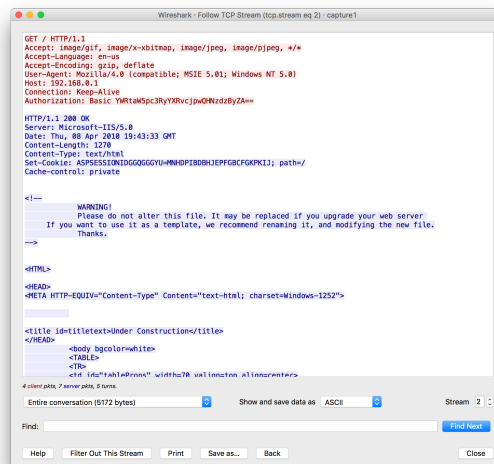 Wireshark · Follow TCP Stream (tcp.stream eq 2) · capture1
GET / HTTP/1.1
Accept: image/gif, image/x-xbitmap, image/jpeg, image/pjpeg, */*
Accept-Language: en-us
Accept-Encoding: gzip, deflate
User-Agent: Mozilla/4.0 (compatible; MSIE 5.01; Windows NT 5.0)
Host: 192.168.0.1
Connection: Keep-Alive
Authorization: Basic YWRtaW5pc3RyYXRvcjpwQHNzdzByZA==
HTTP/1.1 200 OK
Server: Microsoft-IIS/5.0
Date: Thu, 08 Apr 2010 19:43:33 GMT
Content-Length: 1270
Content-Type: text/html
Set-Cookie: ASPSESSIONIDGGQGGGYU=MNHDPIBDBHJEPFGBCFGKPKIJ; path=/
Cache-control: private
<!--
WARNING!
Please do not alter this file. It may be replaced if you upgrade your web server
If you want to use it as a template, we recommend renaming it, and modifying the new file.
Thanks.
-->
<HTML>
<HEAD>
<META HTTP-EQUIV="Content-Type" Content="text-html; charset=Windows-1252">
<title id=titletext>Under Construction</title>
</HEAD>
<body bgcolor=white>
<TABLE>
<TR>
<td id="tableProps" width=70 valign=top align=center>
4 client pkts, 7 server pkts, 5 turns.
Entire conversation (5172 bytes) Show and save data as ASCII Stream 2
Find: Find Next
Help Filter Out This Stream Print Save as... Back Close